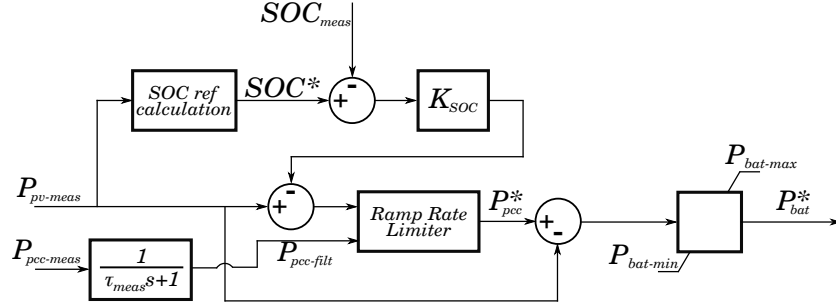 SOC_meas
SOC ref
calculation
SOC*
+
-
K_SOC
P_pv-meas
+
-
Ramp Rate
Limiter
P*_pcc
+
-
P_bat-max
P*_bat
P_bat-min
P_pcc-meas
1
τ_meas s+1
P_pcc-filt